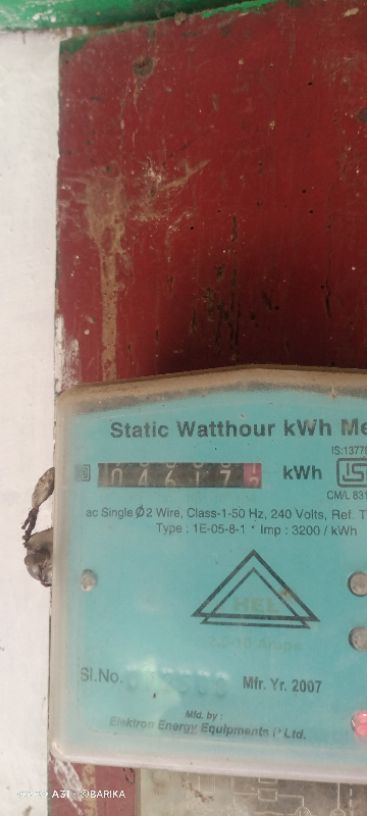 Static Watthour kWh Me
IS:1377
04617 kWh
CM/L 831
ac Single Ø2 Wire, Class-1-50 Hz, 240 Volts, Ref. T
Type : 1E-05-8-1 * Imp : 3200 / kWh
HEL
Amps
Sl.No. Mfr. Yr. 2007
Mfd. by :
Elektron Energy Equipments P Ltd.
A31 BARIKA